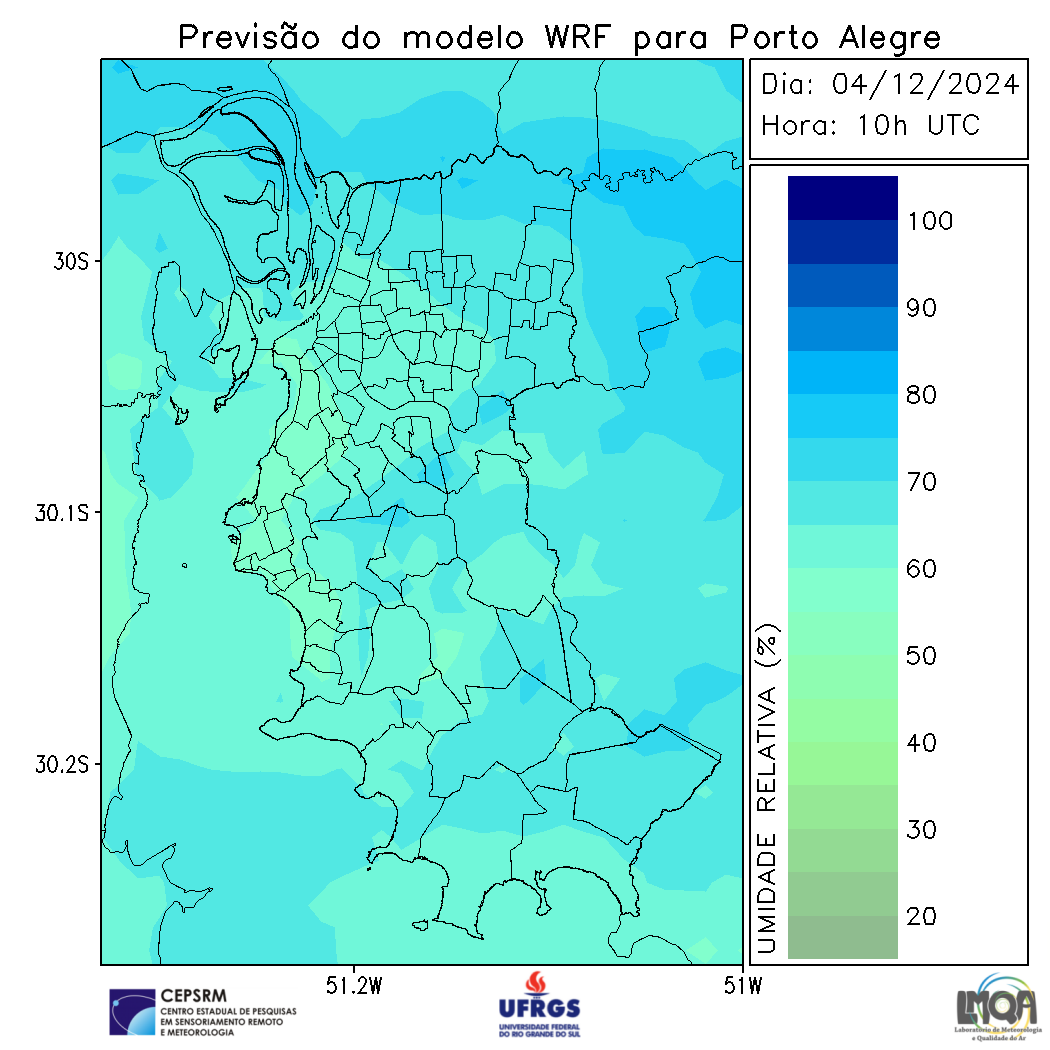 Previsão do modelo WRF para Porto Alegre
Dia: 04/12/2024
Hora: 10h UTC
30S
30.1S
30.2S
51.2W
51W
100
90
80
70
60
50
40
30
20
UMIDADE RELATIVA (%)
CEPSRM
CENTRO ESTADUAL DE PESQUISAS
EM SENSORIAMENTO REMOTO
E METEOROLOGIA
UFRGS
UNIVERSIDADE FEDERAL
DO RIO GRANDE DO SUL
LMQA
Laboratório de Meteorologia
e Qualidade do Ar